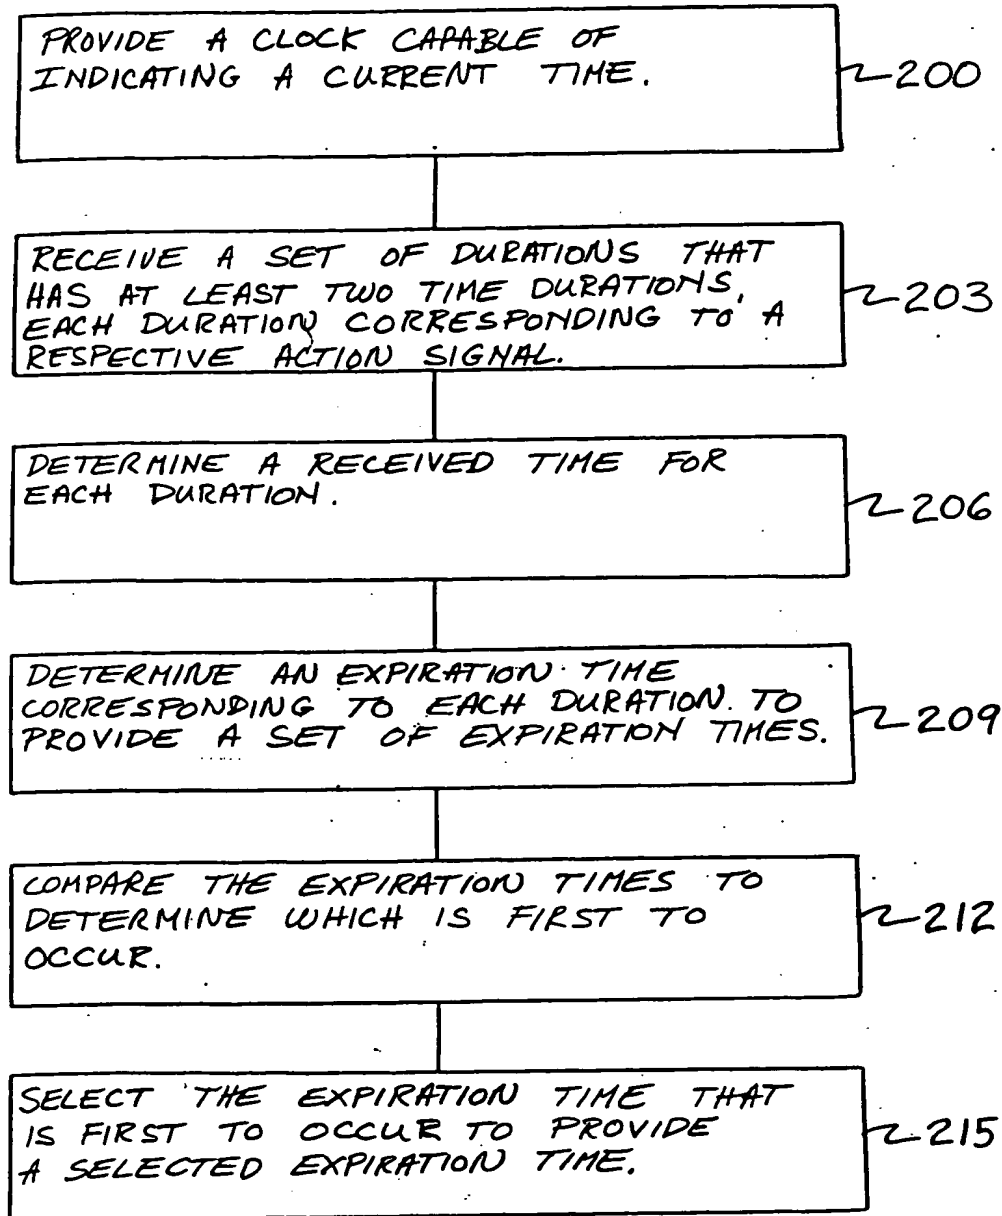 PROVIDE A CLOCK CAPABLE OF
INDICATING A CURRENT TIME.
200
RECEIVE A SET OF DURATIONS THAT
HAS AT LEAST TWO TIME DURATIONS,
EACH DURATION CORRESPONDING TO A
RESPECTIVE ACTION SIGNAL.
203
DETERMINE A RECEIVED TIME FOR
EACH DURATION.
206
DETERMINE AN EXPIRATION TIME
CORRESPONDING TO EACH DURATION TO
PROVIDE A SET OF EXPIRATION TIMES.
209
COMPARE THE EXPIRATION TIMES TO
DETERMINE WHICH IS FIRST TO
OCCUR.
212
SELECT THE EXPIRATION TIME THAT
IS FIRST TO OCCUR TO PROVIDE
A SELECTED EXPIRATION TIME.
215